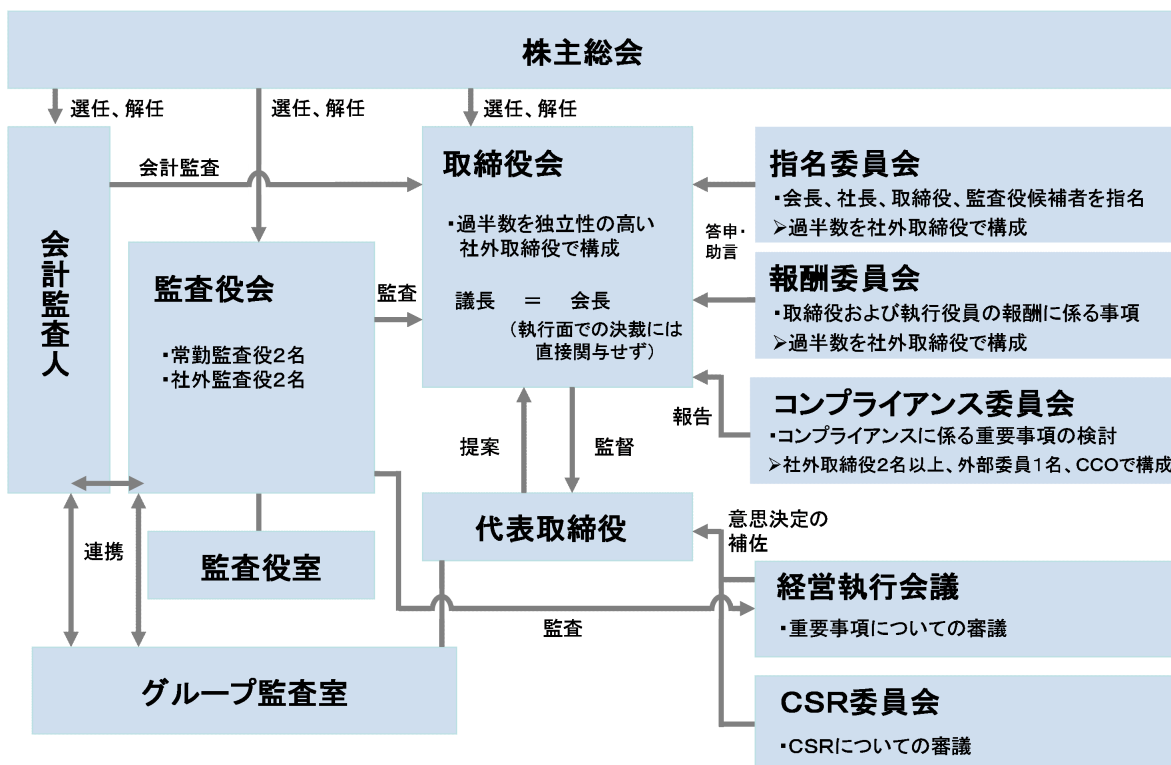 株主総会
選任、解任
選任、解任
選任、解任
会計監査人
会計監査
監査役会
・常勤監査役2名
・社外監査役2名
監査
取締役会
・過半数を独立性の高い
社外取締役で構成
議長 ＝ 会長
（執行面での決裁には
直接関与せず）
答申・
助言
指名委員会
・会長、社長、取締役、監査役候補者を指名
➢過半数を社外取締役で構成
報酬委員会
・取締役および執行役員の報酬に係る事項
➢過半数を社外取締役で構成
報告
コンプライアンス委員会
・コンプライアンスに係る重要事項の検討
➢社外取締役2名以上、外部委員1名、CCOで構成
提案
監督
連携
監査役室
代表取締役
意思決定の
補佐
監査
経営執行会議
・重要事項についての審議
グループ監査室
CSR委員会
・CSRについての審議